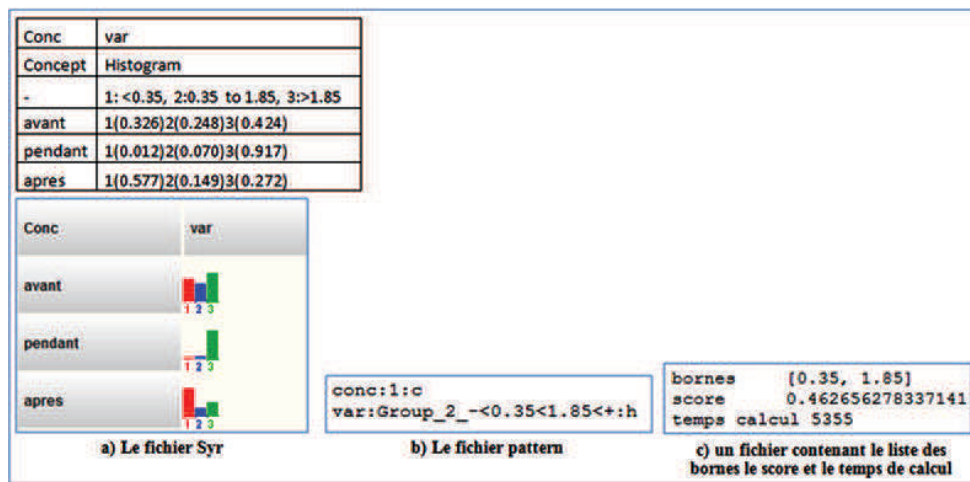 Conc var
Concept Histogram
- 1: <0.35, 2:0.35 to 1.85, 3:>1.85
avant 1(0.326)2(0.248)3(0.424)
pendant 1(0.012)2(0.070)3(0.917)
apres 1(0.577)2(0.149)3(0.272)
Conc var
avant
1 2 3
pendant
1 2 3
apres
1 2 3
a) Le fichier Syr
conc:1:c
var:Group_2_-<0.35<1.85<+:h
b) Le fichier pattern
bornes [0.35, 1.85]
score 0.462656278337141
temps calcul 5355
c) un fichier contenant le liste des
bornes le score et le temps de calcul